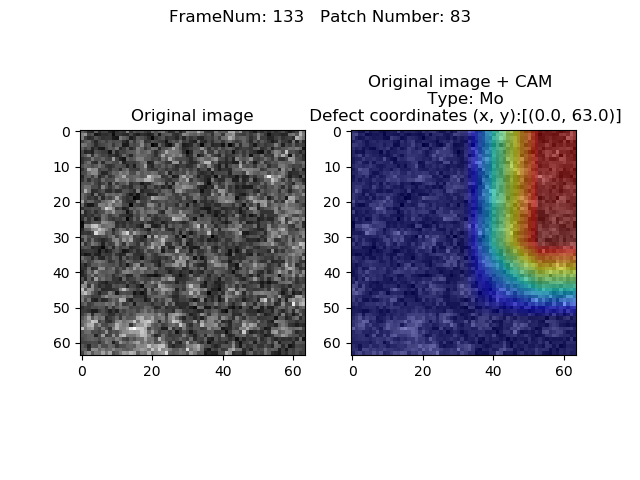 FrameNum: 133   Patch Number: 83
Original image
Original image + CAM
Type: Mo
Defect coordinates (x, y):[(0.0, 63.0)]
0
10
20
30
40
50
60
0 20 40 60
0
10
20
30
40
50
60
0 20 40 60